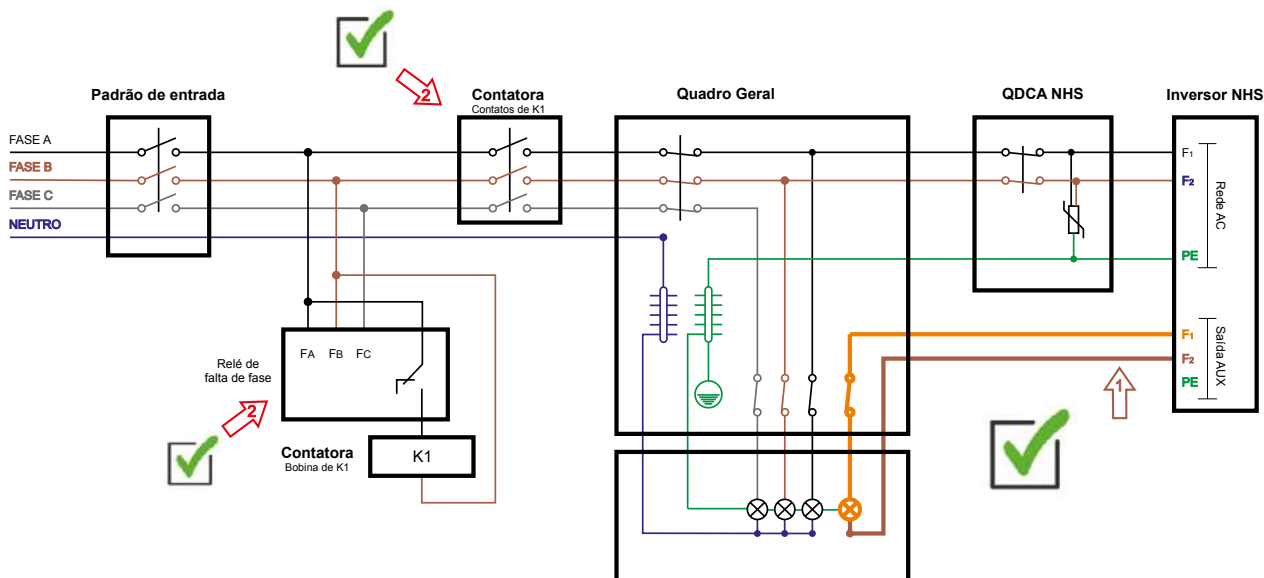 2
Padrão de entrada
Contatora
Contatos de K1
Quadro Geral
QDCA NHS
Inversor NHS
FASE A
FASE B
FASE C
NEUTRO
F1
F2
PE
Rede AC
FA FB FC
Relé de
falta de fase
2
Contatora
Bobina de K1
K1
F1
F2
PE
Saída AUX
1